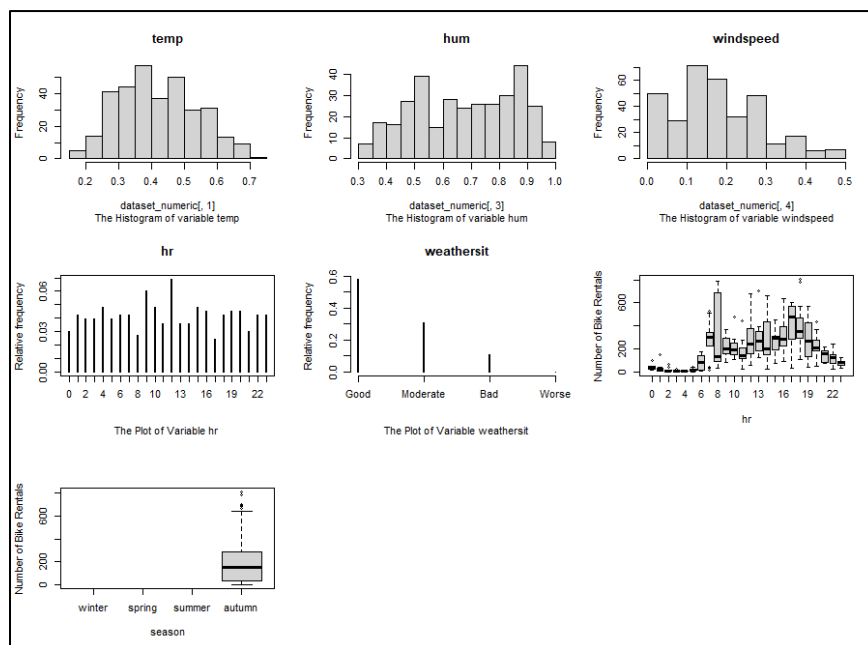 temp
Frequency
0 20 40
0.2 0.3 0.4 0.5 0.6 0.7
dataset_numeric[, 1]
The Histogram of variable temp
hum
Frequency
0 10 20 30 40
0.3 0.4 0.5 0.6 0.7 0.8 0.9 1.0
dataset_numeric[, 3]
The Histogram of variable hum
windspeed
Frequency
0 20 40 60
0.0 0.1 0.2 0.3 0.4 0.5
dataset_numeric[, 4]
The Histogram of variable windspeed
hr
Relative frequency
0.00 0.03 0.06
0 2 4 6 8 10 13 16 19 22
The Plot of Variable hr
weathersit
Relative frequency
0.0 0.2 0.4 0.6
Good Moderate Bad Worse
The Plot of Variable weathersit
Number of Bike Rentals
0 200 600
0 2 4 6 8 10 13 16 19 22
hr
Number of Bike Rentals
0 200 600
winter spring summer autumn
season